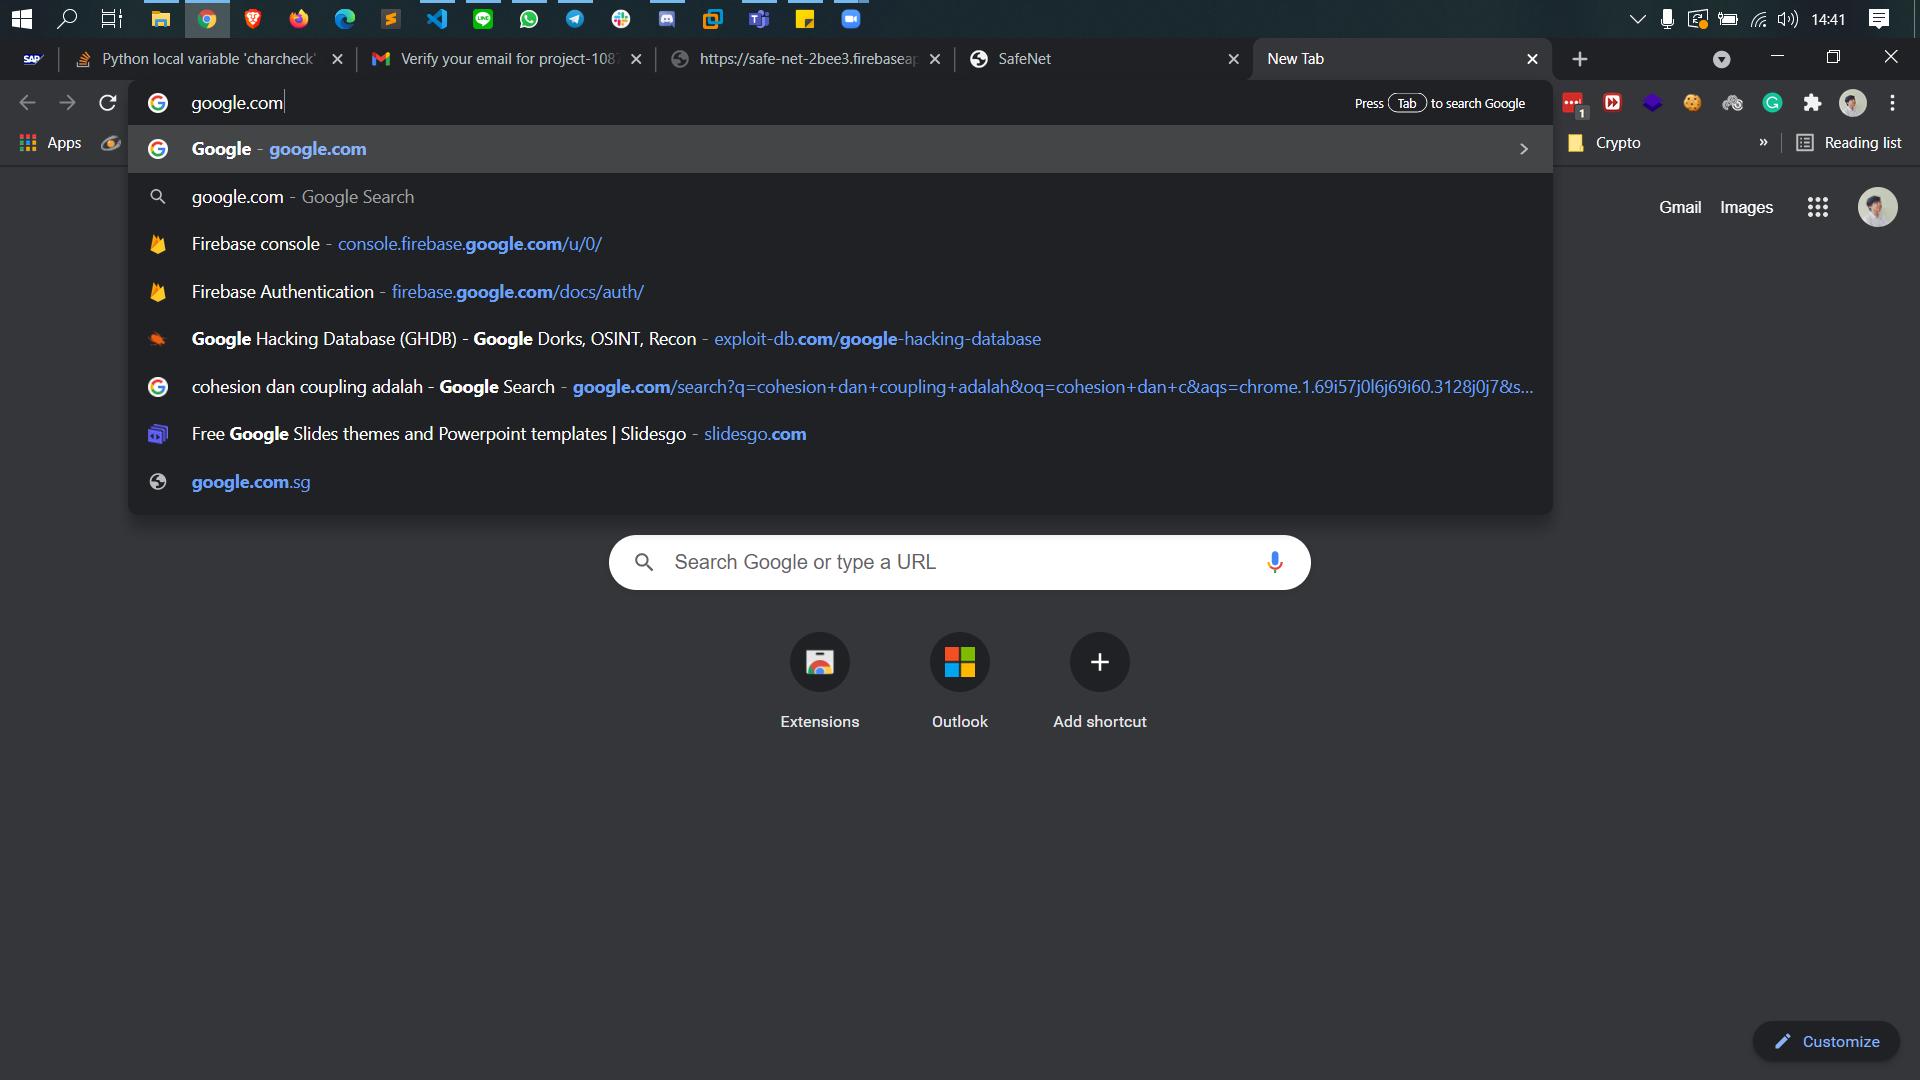 14:41
SAP
Python local variable 'charcheck'
Verify your email for project-108
https://safe-net-2bee3.firebaseap
SafeNet
New Tab
google.com
Press Tab to search Google
1
Apps
Crypto
»
Reading list
Google - google.com
google.com - Google Search
Firebase console - console.firebase.google.com/u/0/
Firebase Authentication - firebase.google.com/docs/auth/
Google Hacking Database (GHDB) - Google Dorks, OSINT, Recon - exploit-db.com/google-hacking-database
cohesion dan coupling adalah - Google Search - google.com/search?q=cohesion+dan+coupling+adalah&oq=cohesion+dan+c&aqs=chrome.1.69i57j0l6j69i60.3128j0j7&s...
Free Google Slides themes and Powerpoint templates | Slidesgo - slidesgo.com
google.com.sg
Gmail Images
Search Google or type a URL
Extensions
Outlook
Add shortcut
Customize